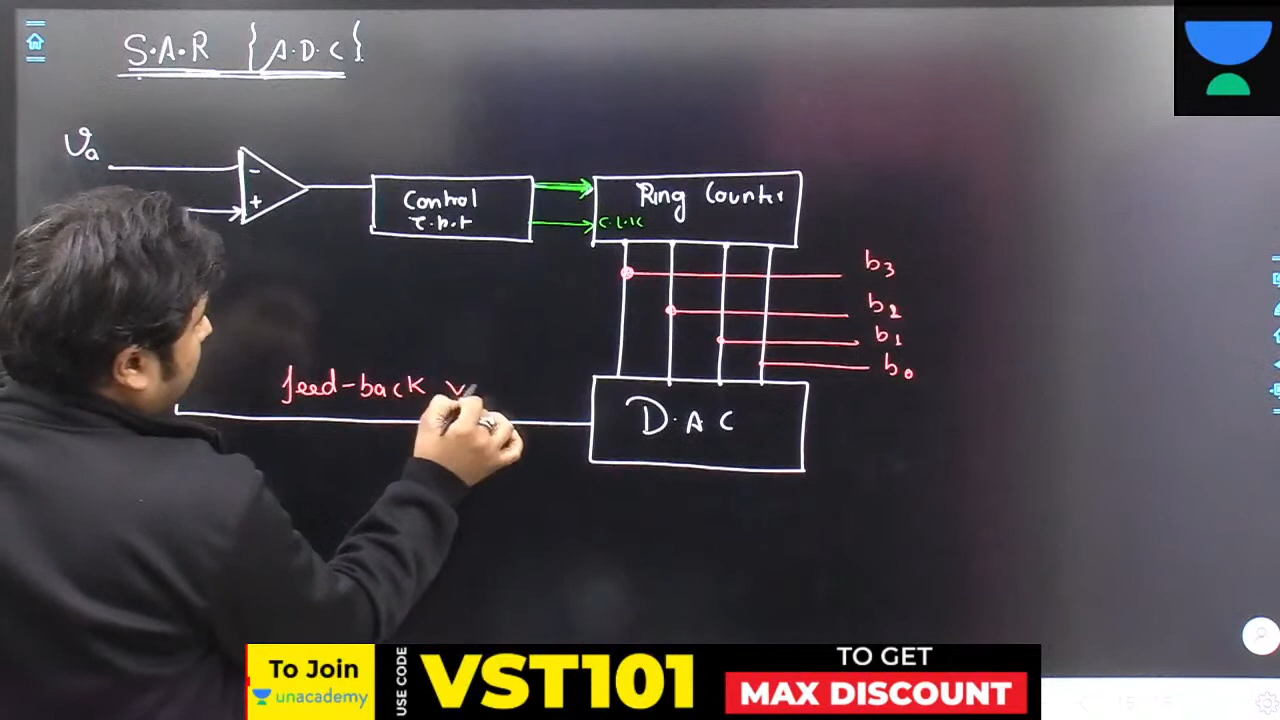 S.A.R {A.D.C}
Va
-
+
Control
C.k.t
Ring Counter
C.L.K
b3
b2
b1
b0
feed-back v
D.A.C
To Join
unacademy
USE CODE
VST101
TO GET
MAX DISCOUNT